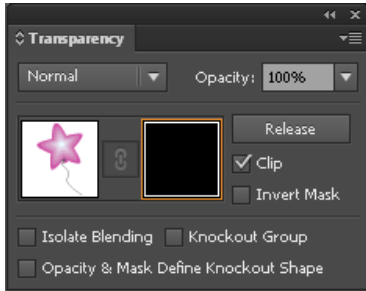 Transparency
Normal Opacity: 100%
Release
Clip
Invert Mask
Isolate Blending Knockout Group
Opacity & Mask Define Knockout Shape